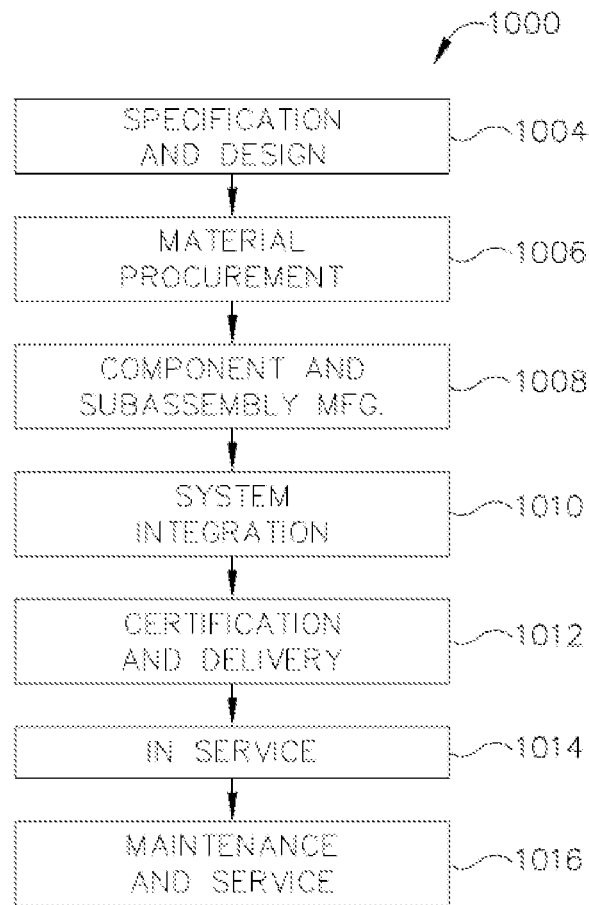 1000
SPECIFICATION
AND DESIGN
1004
MATERIAL
PROCUREMENT
1006
COMPONENT AND
SUBASSEMBLY MFG.
1008
SYSTEM
INTEGRATION
1010
CERTIFICATION
AND DELIVERY
1012
IN SERVICE
1014
MAINTENANCE
AND SERVICE
1016